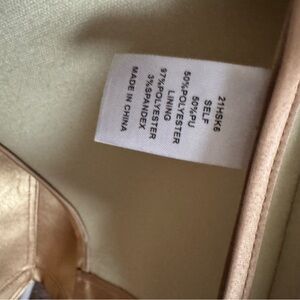 21HSK6
SELF
50%PU
50%POLYESTER
LINING
97%POLYESTER
3%SPANDEX
MADE IN CHINA